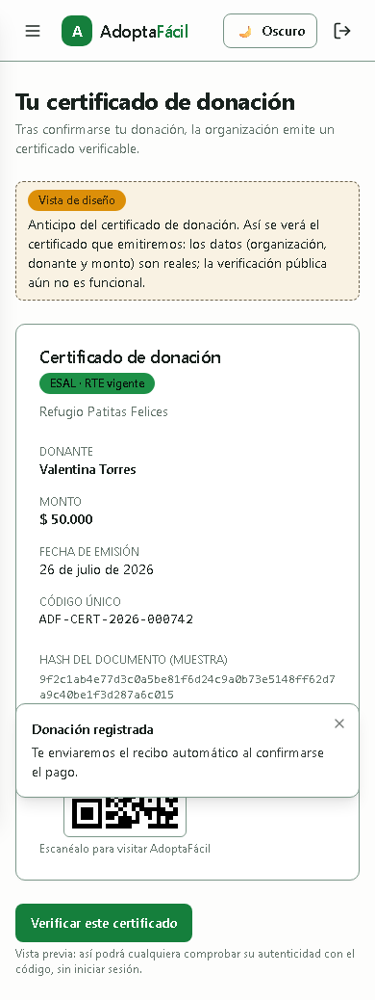 A AdoptaFácil
Oscuro
Tu certificado de donación
Tras confirmarse tu donación, la organización emite un
certificado verificable.
Vista de diseño
Anticipo del certificado de donación. Así se verá el
certificado que emitiremos: los datos (organización,
donante y monto) son reales; la verificación pública
aún no es funcional.
Certificado de donación
ESAL · RTE vigente
Refugio Patitas Felices
DONANTE
Valentina Torres
MONTO
$ 50.000
FECHA DE EMISIÓN
26 de julio de 2026
CÓDIGO ÚNICO
ADF-CERT-2026-000742
HASH DEL DOCUMENTO (MUESTRA)
9f2c1ab4e77d3c0a5be81f6d24c9a0b73e5148ff62d7
a9c40be1f3d287a6c015
Donación registrada
Te enviaremos el recibo automático al confirmarse
el pago.
Escanéalo para visitar AdoptaFácil
Verificar este certificado
Vista previa: así podrá cualquiera comprobar su autenticidad con el
código, sin iniciar sesión.